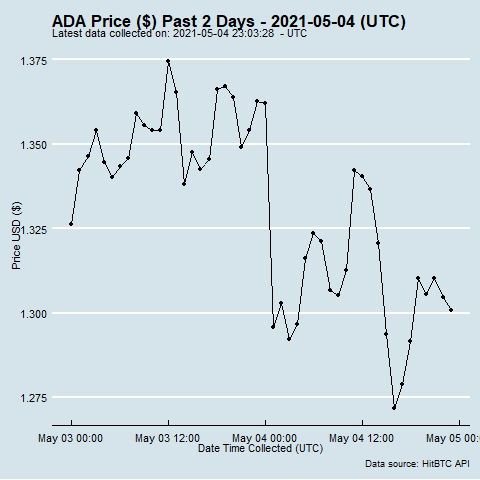 ADA Price ($) Past 2 Days - 2021-05-04 (UTC)
Latest data collected on: 2021-05-04 23:03:28 - UTC
1.375
1.350
1.325
1.300
1.275
Price USD ($)
May 03 00:00 May 03 12:00 May 04 00:00 May 04 12:00 May 05 00:0
Date Time Collected (UTC)
Data source: HitBTC API